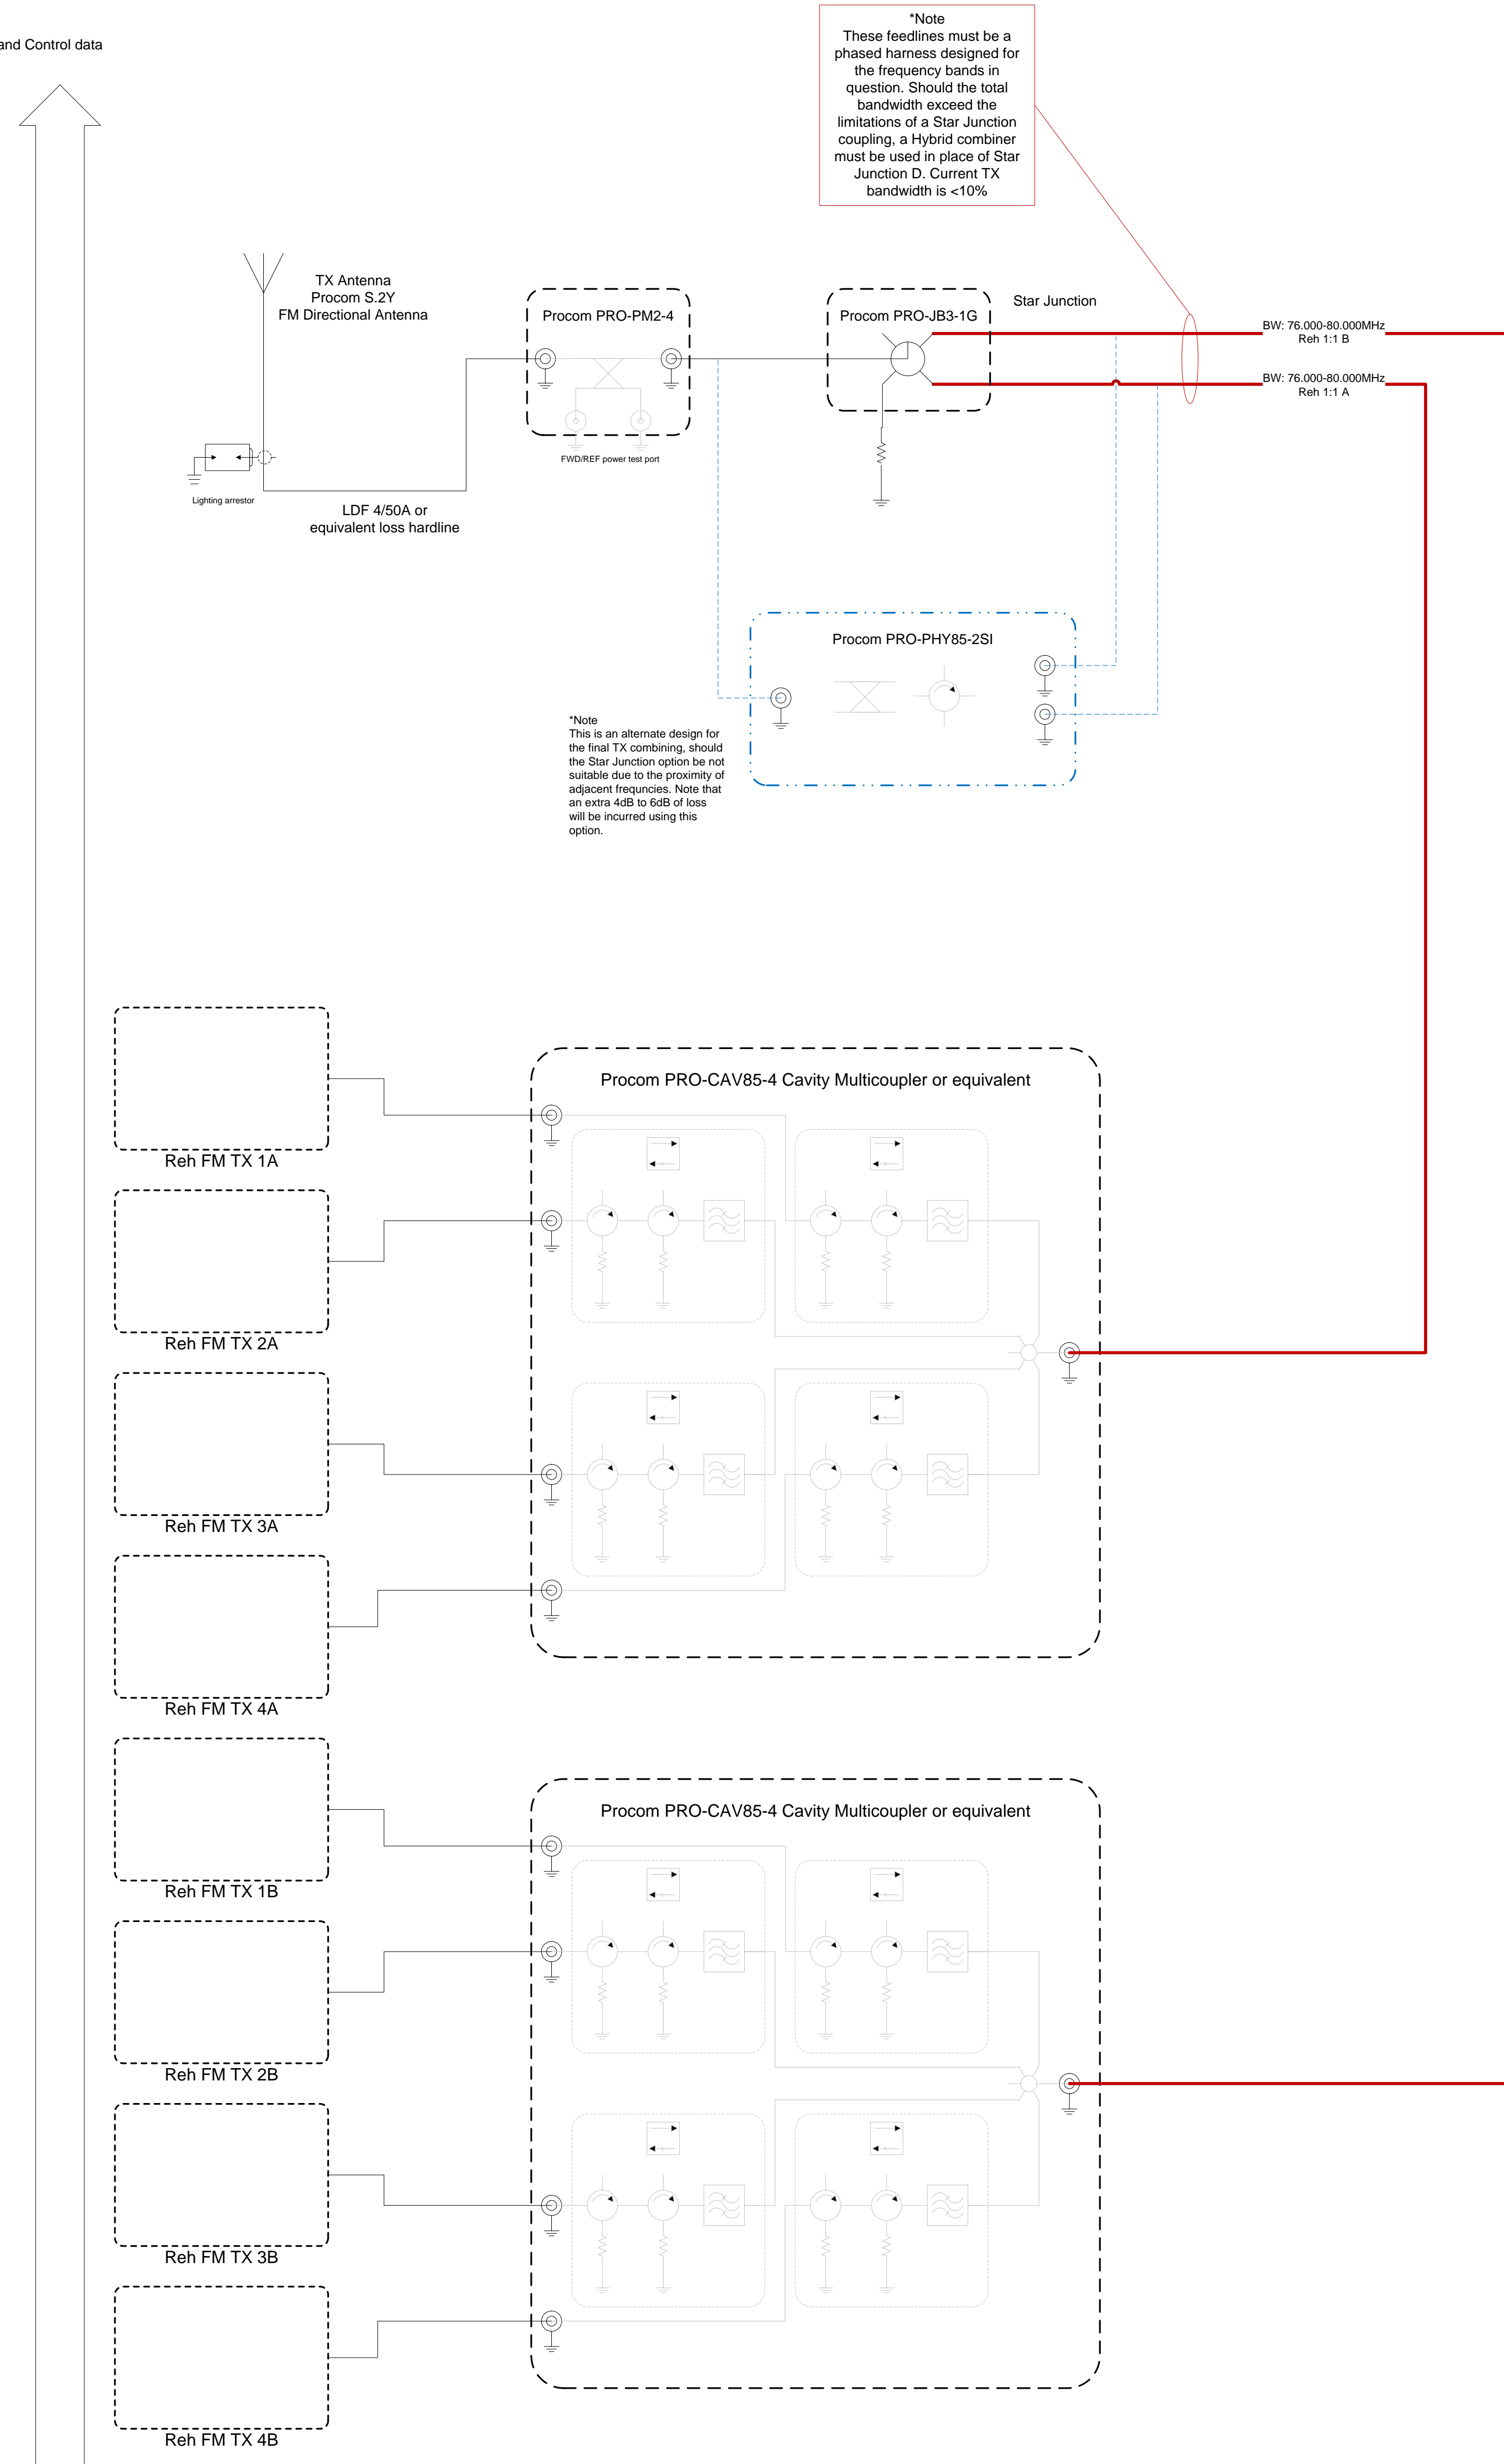 and Control data
*Note
These feedlines must be a
phased harness designed for
the frequency bands in
question. Should the total
bandwidth exceed the
limitations of a Star Junction
coupling, a Hybrid combiner
must be used in place of Star
Junction D. Current TX
bandwidth is <10%
TX Antenna
Procom S.2Y
FM Directional Antenna
Procom PRO-PM2-4
Procom PRO-JB3-1G
Star Junction
BW: 76.000-80.000MHz
Reh 1:1 B
BW: 76.000-80.000MHz
Reh 1:1 A
FWD/REF power test port
Lighting arrestor
LDF 4/50A or
equivalent loss hardline
Procom PRO-PHY85-2SI
*Note
This is an alternate design for
the final TX combining, should
the Star Junction option be not
suitable due to the proximity of
adjacent frequncies. Note that
an extra 4dB to 6dB of loss
will be incurred using this
option.
Procom PRO-CAV85-4 Cavity Multicoupler or equivalent
Reh FM TX 1A
Reh FM TX 2A
Reh FM TX 3A
Reh FM TX 4A
Procom PRO-CAV85-4 Cavity Multicoupler or equivalent
Reh FM TX 1B
Reh FM TX 2B
Reh FM TX 3B
Reh FM TX 4B